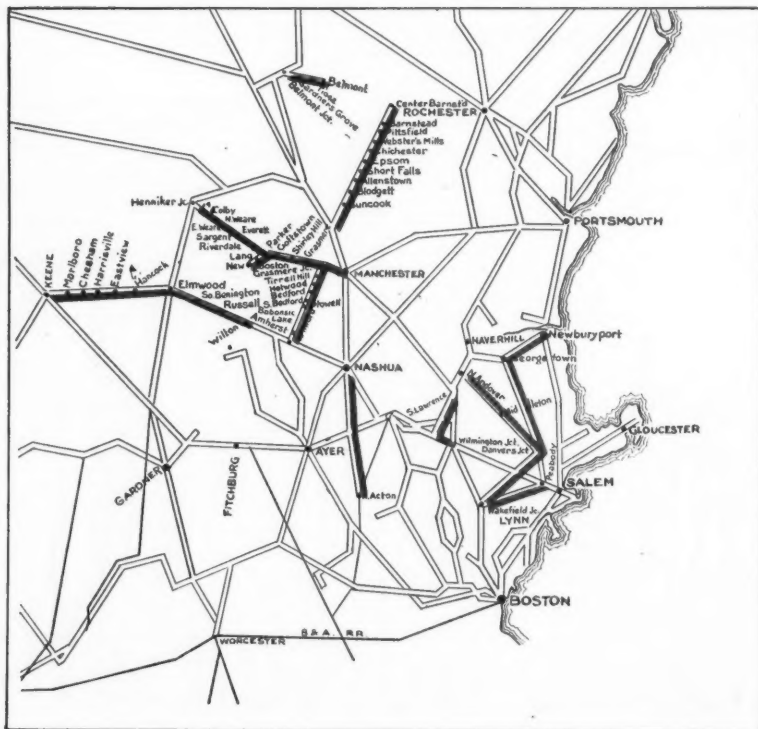 Belmont
Gardners Grove
Belmont Jct.
Center Barnst'd
ROCHESTER
Barnstead
Pittsfield
Webster's Mills
Chichester
Epsom
Short Falls
Allenstown
Blodgett
Suncook
Henniker Jc.
Colby
N. Weare
E. Weare
Everett
Sargent
Riverdale
Parker
Goffstown
Shirley Hill
Grasmere
Lang
New Boston
PORTSMOUTH
MANCHESTER
Grasmere Jc.
Tirrell Hill
Bedford
S. Bedford
KEENE
Marlboro
Chesham
Harrisville
Eastview
Hancock
Elmwood
So. Bennington
Russell
Baboosic
Lake
Amherst
Wilton
NASHUA
HAVERHILL
Newburyport
Georgetown
N. Andover
Middleton
S. Lawrence
Wilmington Jct.
Danvers Jct.
Peabody
GLOUCESTER
SALEM
GARDNER
FITCHBURG
AYER
Acton
Wakefield Jc.
LYNN
BOSTON
B & A. RR.
WORCESTER